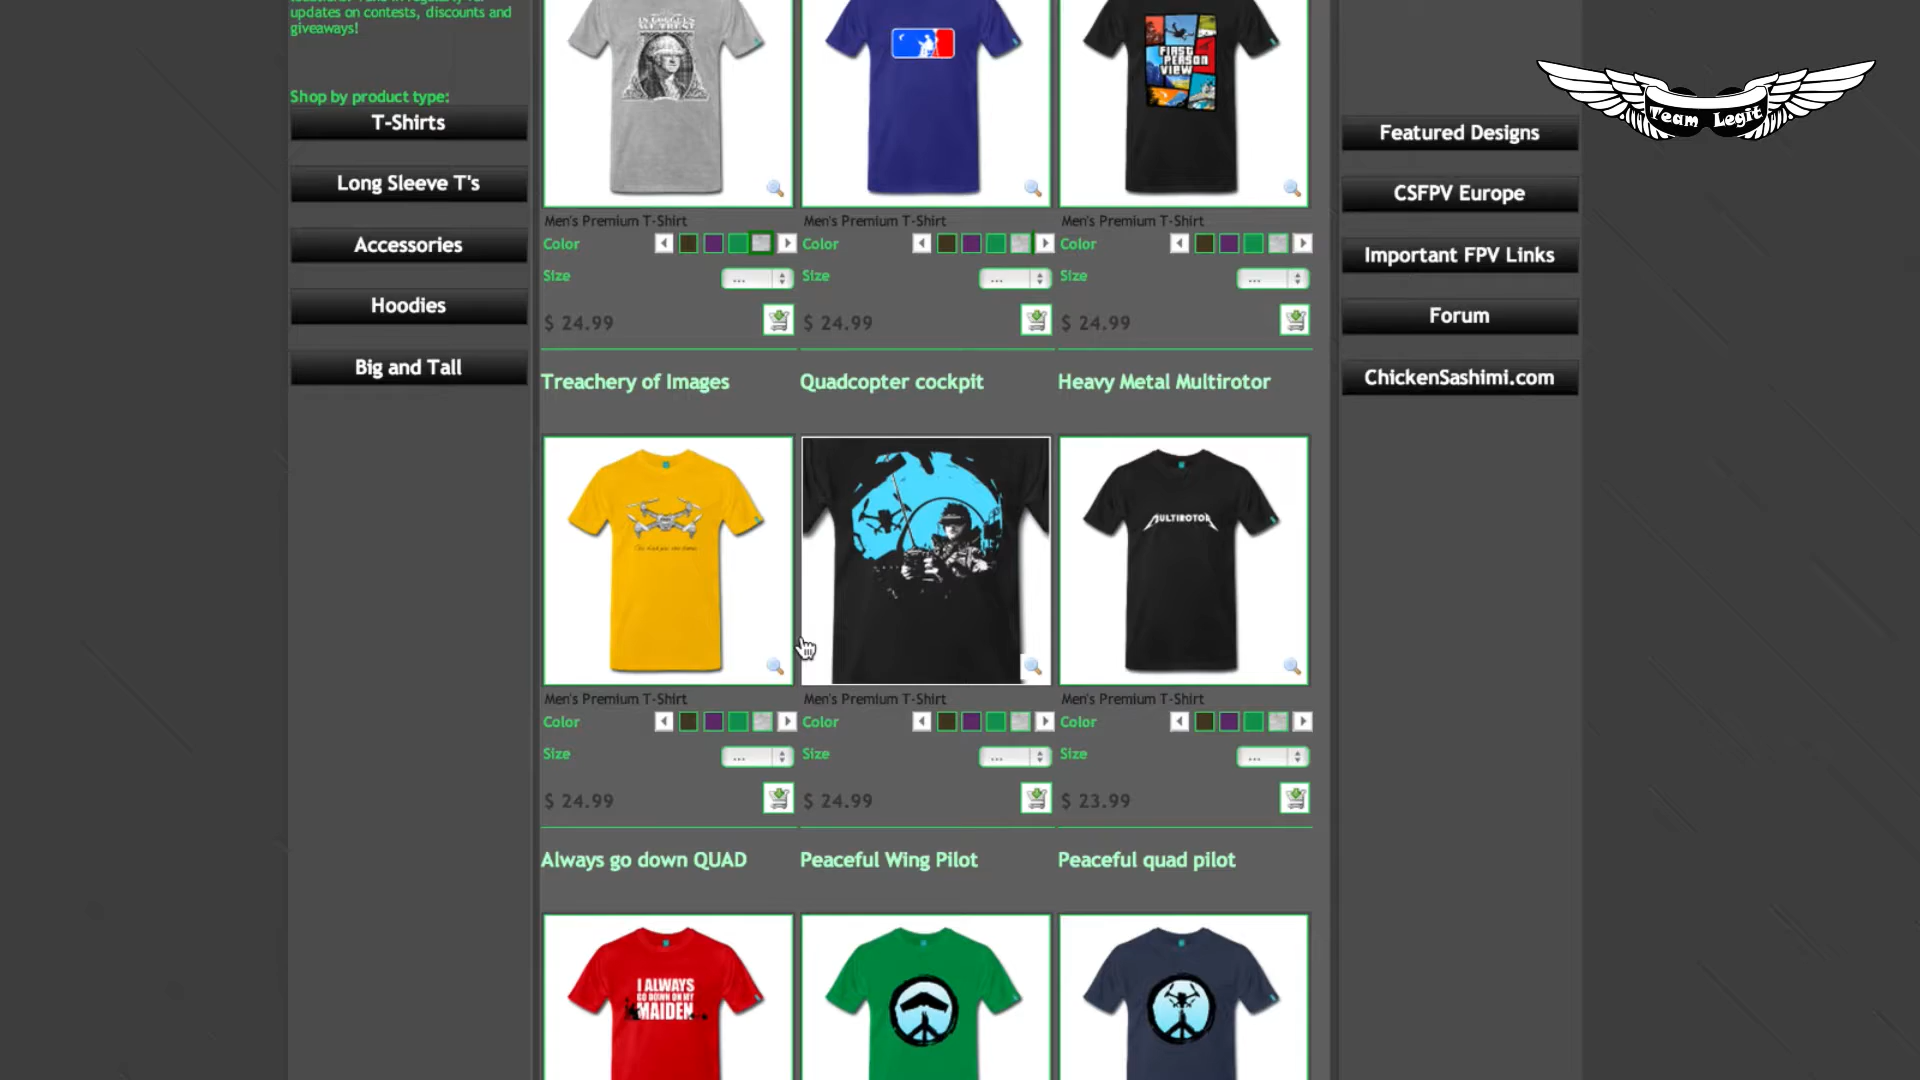 updates on contests, discounts and
giveaways!
Shop by product type:
T-Shirts
Long Sleeve T's
Accessories
Hoodies
Big and Tall
IN GOGGLES
WE TRUST
FIRST
PERSON
VIEW
Men's Premium T-Shirt
Color
Size
...
$ 24.99
Men's Premium T-Shirt
Color
Size
...
$ 24.99
Men's Premium T-Shirt
Color
Size
...
$ 24.99
Treachery of Images
Quadcopter cockpit
Heavy Metal Multirotor
MULTIROTOR
Men's Premium T-Shirt
Color
Size
...
$ 24.99
Men's Premium T-Shirt
Color
Size
...
$ 24.99
Men's Premium T-Shirt
Color
Size
...
$ 23.99
Always go down QUAD
Peaceful Wing Pilot
Peaceful quad pilot
I ALWAYS
GO DOWN ON MY
MAIDEN
Featured Designs
CSFPV Europe
Important FPV Links
Forum
ChickenSashimi.com
Team Legit